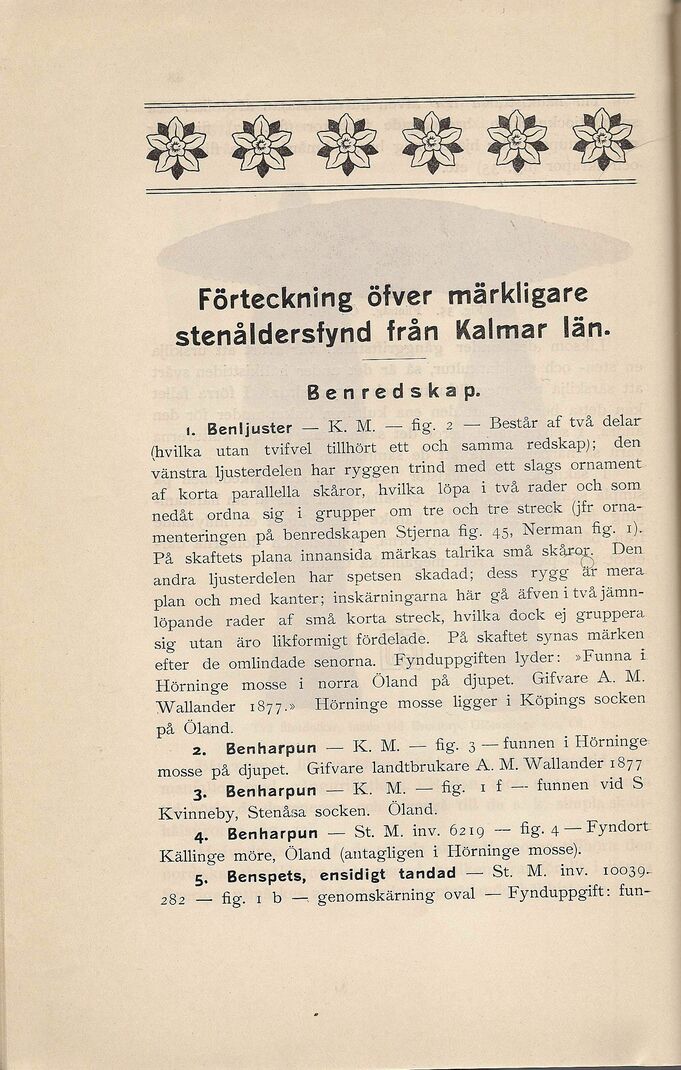 Förteckning öfver märkligare
stenåldersfynd från Kalmar län.
Benredskap.
1. Benljuster — K. M. — fig. 2 — Består af två delar
(hvilka utan tvifvel tillhört ett och samma redskap); den
vänstra ljusterdelen har ryggen trind med ett slags ornament
af korta parallella skåror, hvilka löpa i två rader och som
nedåt ordna sig i grupper om tre och tre streck (jfr orna-
menteringen på benredskapen Stjerna fig. 45, Nerman fig. 1).
På skaftets plana innansida märkas talrika små skåror. Den
andra ljusterdelen har spetsen skadad; dess rygg är mera
plan och med kanter; inskärningarna här gå äfven i två jämn-
löpande rader af små korta streck, hvilka dock ej gruppera
sig utan äro likformigt fördelade. På skaftet synas märken
efter de omlindade senorna. Fynduppgiften lyder: »Funna i
Hörninge mosse i norra Öland på djupet. Gifvare A. M.
Wallander 1877.» Hörninge mosse ligger i Köpings socken
på Öland.
2. Benharpun — K. M. — fig. 3 — funnen i Hörninge
mosse på djupet. Gifvare landtbrukare A. M. Wallander 1877
3. Benharpun — K. M. — fig. 1 f — funnen vid S
Kvinneby, Stenåsa socken. Öland.
4. Benharpun — St. M. inv. 6219 — fig. 4 — Fyndort
Källinge möre, Öland (antagligen i Hörninge mosse).
5. Benspets, ensidigt tandad — St. M. inv. 10039.
282 — fig. 1 b — genomskärning oval — Fynduppgift: fun-